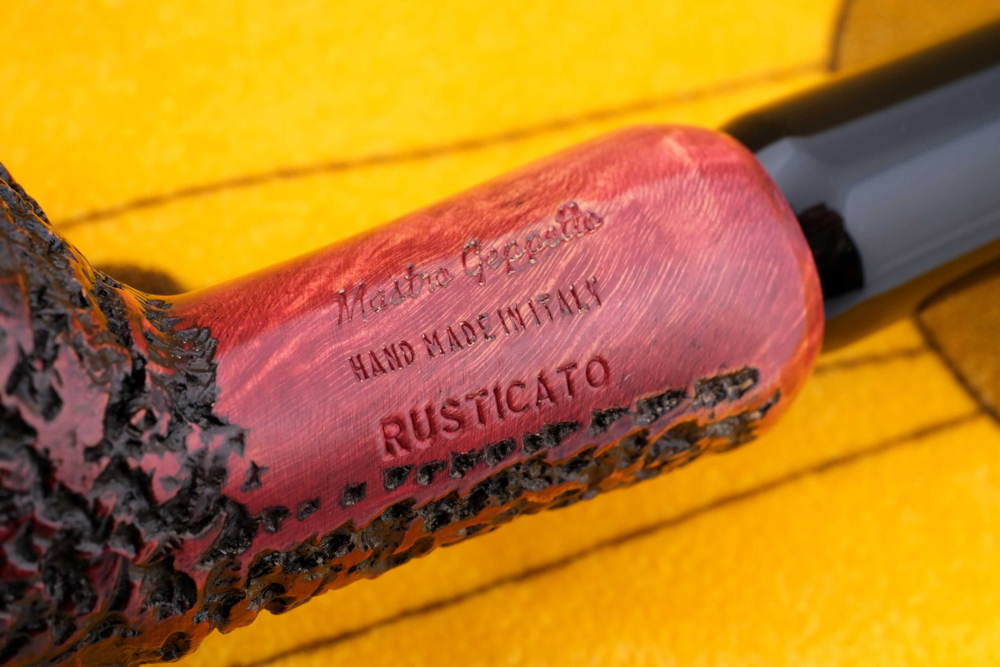 Mastro Geppetto
HAND MADE IN ITALY
RUSTICATO